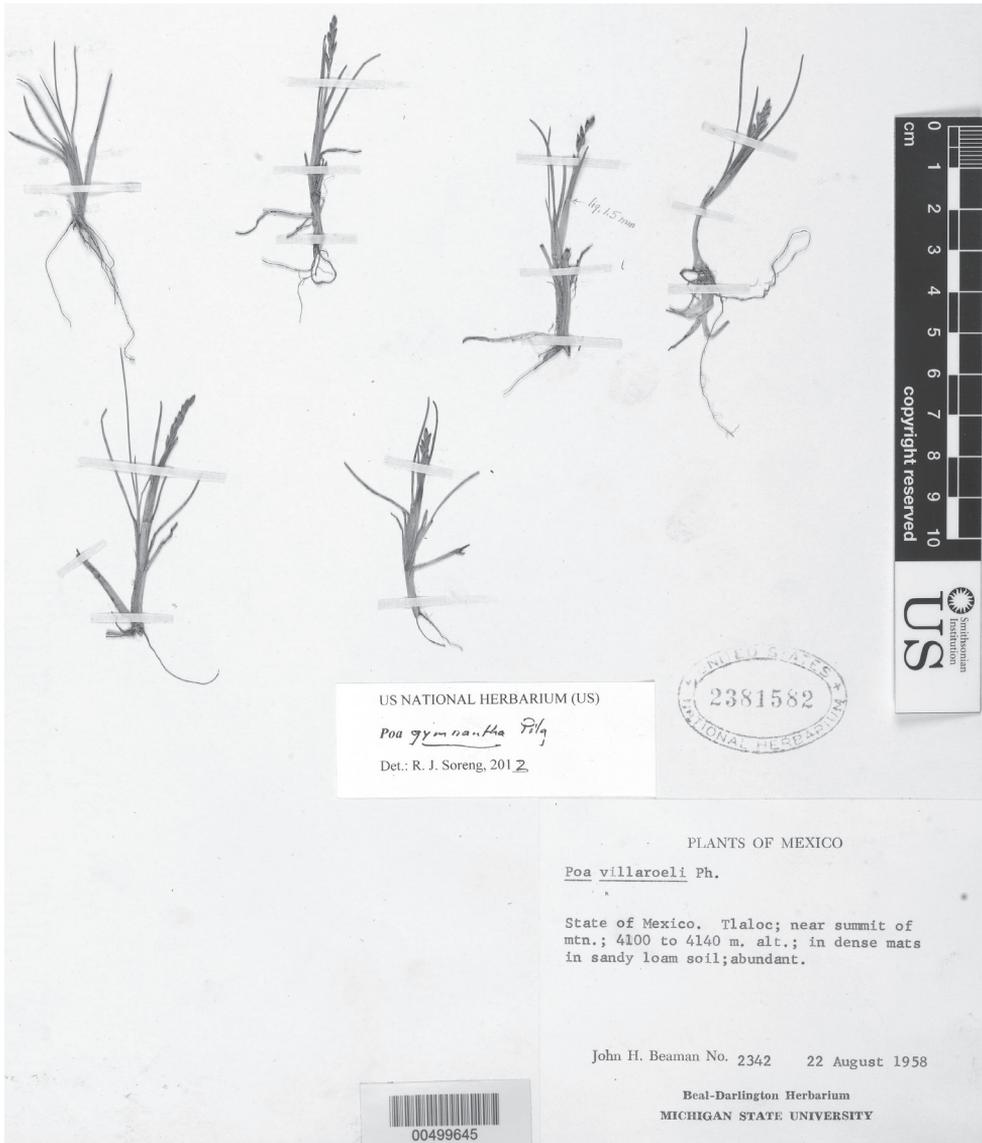 lig. 1.5 mm
cm
0
1
2
3
4
5
6
7
8
9
10
copyright reserved
US
Smithsonian
Institution
US NATIONAL HERBARIUM (US)
Poa gymnantha Pilg
Det.: R. J. Soreng, 2012
UNITED STATES
2381582
NATIONAL HERBARIUM
PLANTS OF MEXICO
Poa villaroeli Ph.
State of Mexico. Tlaloc; near summit of
mtn.; 4100 to 4140 m. alt.; in dense mats
in sandy loam soil;abundant.
John H. Beaman No. 2342 22 August 1958
Beal-Darlington Herbarium
MICHIGAN STATE UNIVERSITY
00499645